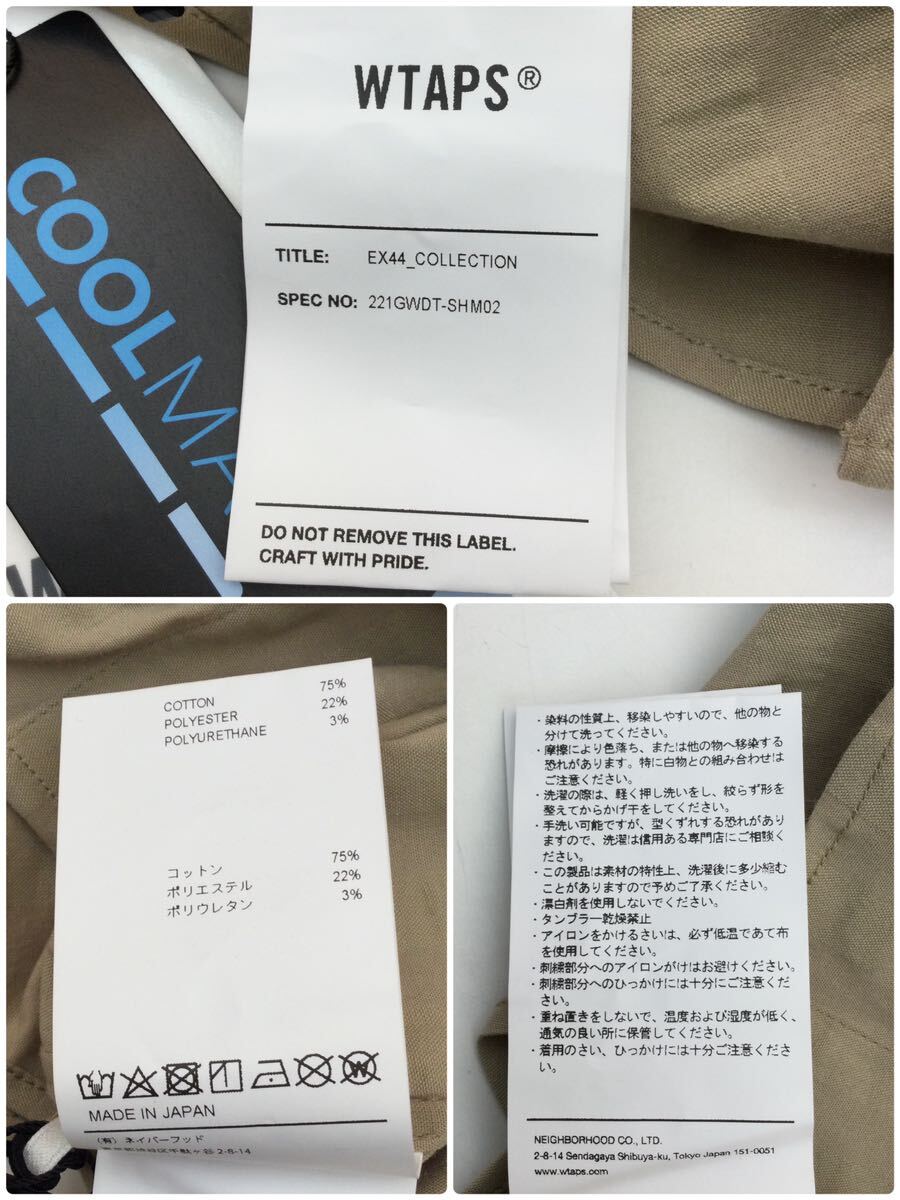 WTAPS®
COOLMA
TITLE: EX44_COLLECTION
SPEC NO: 221GWDT-SHM02
DO NOT REMOVE THIS LABEL.
CRAFT WITH PRIDE.
COTTON 75%
POLYESTER 22%
POLYURETHANE 3%
コットン 75%
ポリエステル 22%
ポリウレタン 3%
MADE IN JAPAN
(有) ネイバーフッド
・染料の性質上、移染しやすいので、他の物と
分けて洗ってください。
・摩擦により色落ち、または他の物へ移染する
恐れがあります。特に白物との組み合わせは
ご注意ください。
・洗濯の際は、軽く押し洗いをし、絞らず形を
整えてからかげ干をしてください。
・手洗い可能ですが、型くずれする恐れがあり
ますので、洗濯は信用ある専門店にご相談く
ださい。
・この製品は素材の特性上、洗濯後に多少縮む
ことがありますので予めご了承ください。
・漂白剤を使用しないでください。
・タンブラー乾燥禁止
・アイロンをかけるさいは、必ず低温であて布
を使用してください。
・刺繍部分へのアイロンがけはお避けください。
・刺繍部分へのひっかけには十分にご注意くだ
さい。
・重ね置きをしないで、温度および湿度が低く、
通気の良い所に保管してください。
・着用のさい、ひっかけには十分ご注意くださ
い。
NEIGHBORHOOD CO., LTD.
2-8-14 Sendagaya Shibuya-ku, Tokyo Japan 151-0051
www.wtaps.com